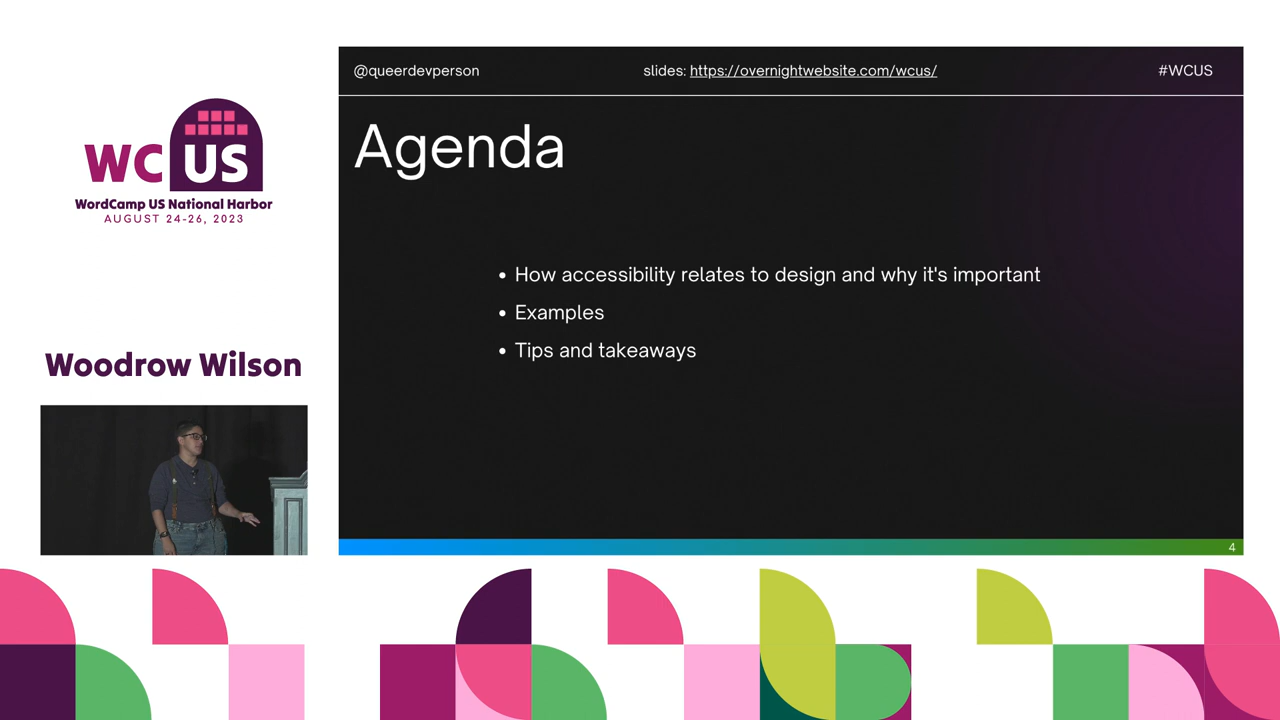 WC US
WordCamp US National Harbor
AUGUST 24-26, 2023
Woodrow Wilson
@queerdevperson
slides: https://overnightwebsite.com/wcus/
#WCUS
Agenda
• How accessibility relates to design and why it's important
• Examples
• Tips and takeaways
4